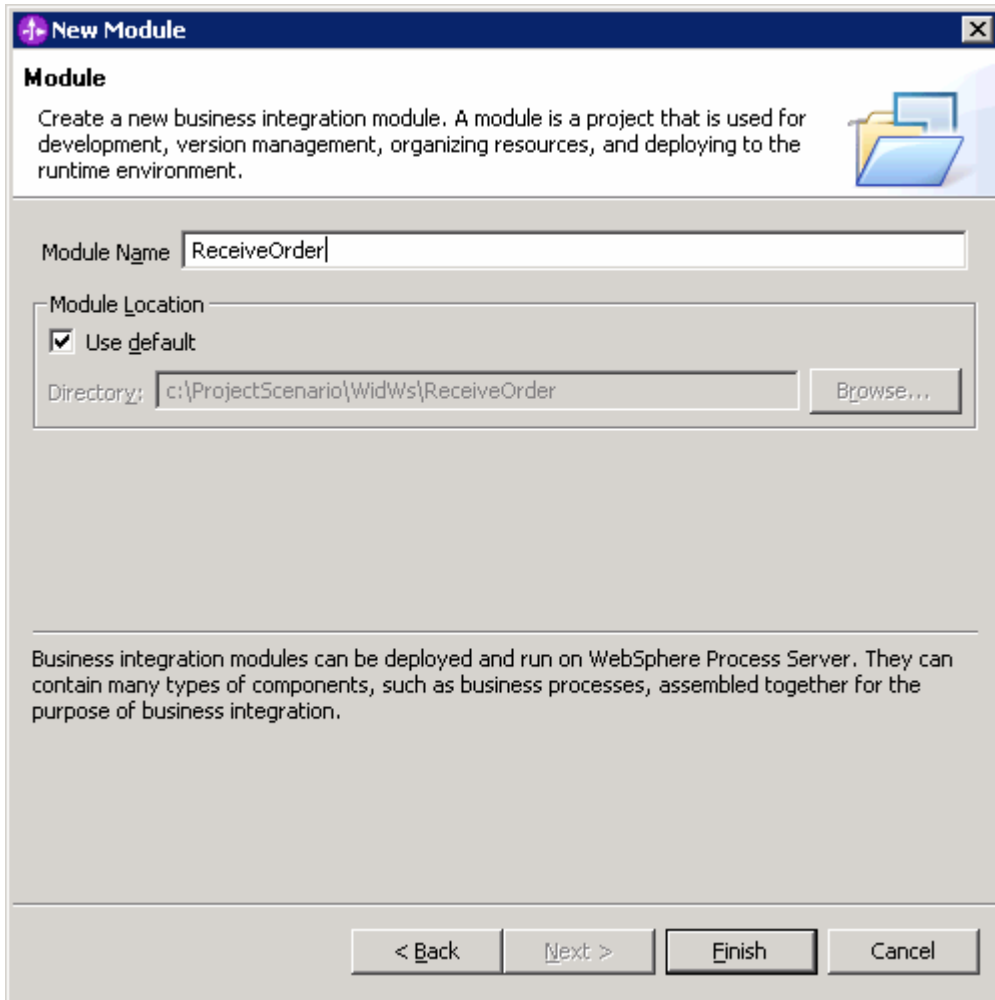 New Module
Module
Create a new business integration module. A module is a project that is used for
development, version management, organizing resources, and deploying to the
runtime environment.
Module Name ReceiveOrder
Module Location
Use default
Directory: c:\ProjectScenario\WidWs\ReceiveOrder Browse...
Business integration modules can be deployed and run on WebSphere Process Server. They can
contain many types of components, such as business processes, assembled together for the
purpose of business integration.
< Back Next > Finish Cancel